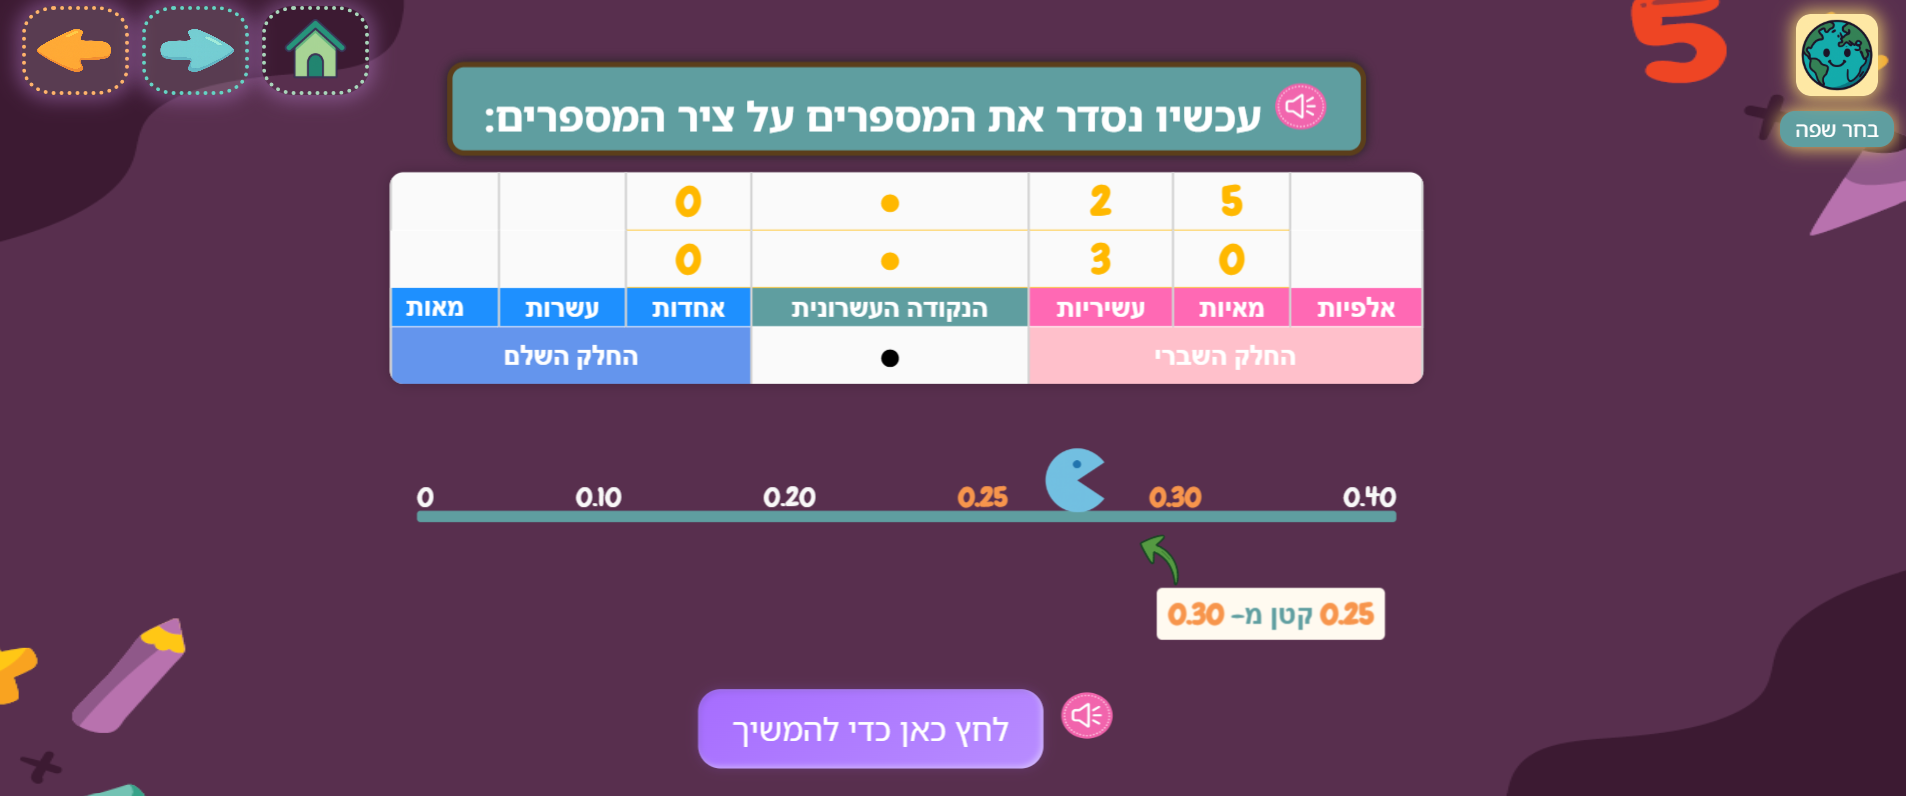 בחר שפה
עכשיו נסדר את המספרים על ציר המספרים:
0 . 2 5
0 . 3 0
מאות עשרות אחדות הנקודה העשרונית עשיריות מאיות אלפיות
החלק השלם . החלק השברי
0 0.10 0.20 0.25 0.30 0.40
0.25 קטן מ- 0.30
לחץ כאן כדי להמשיך
5